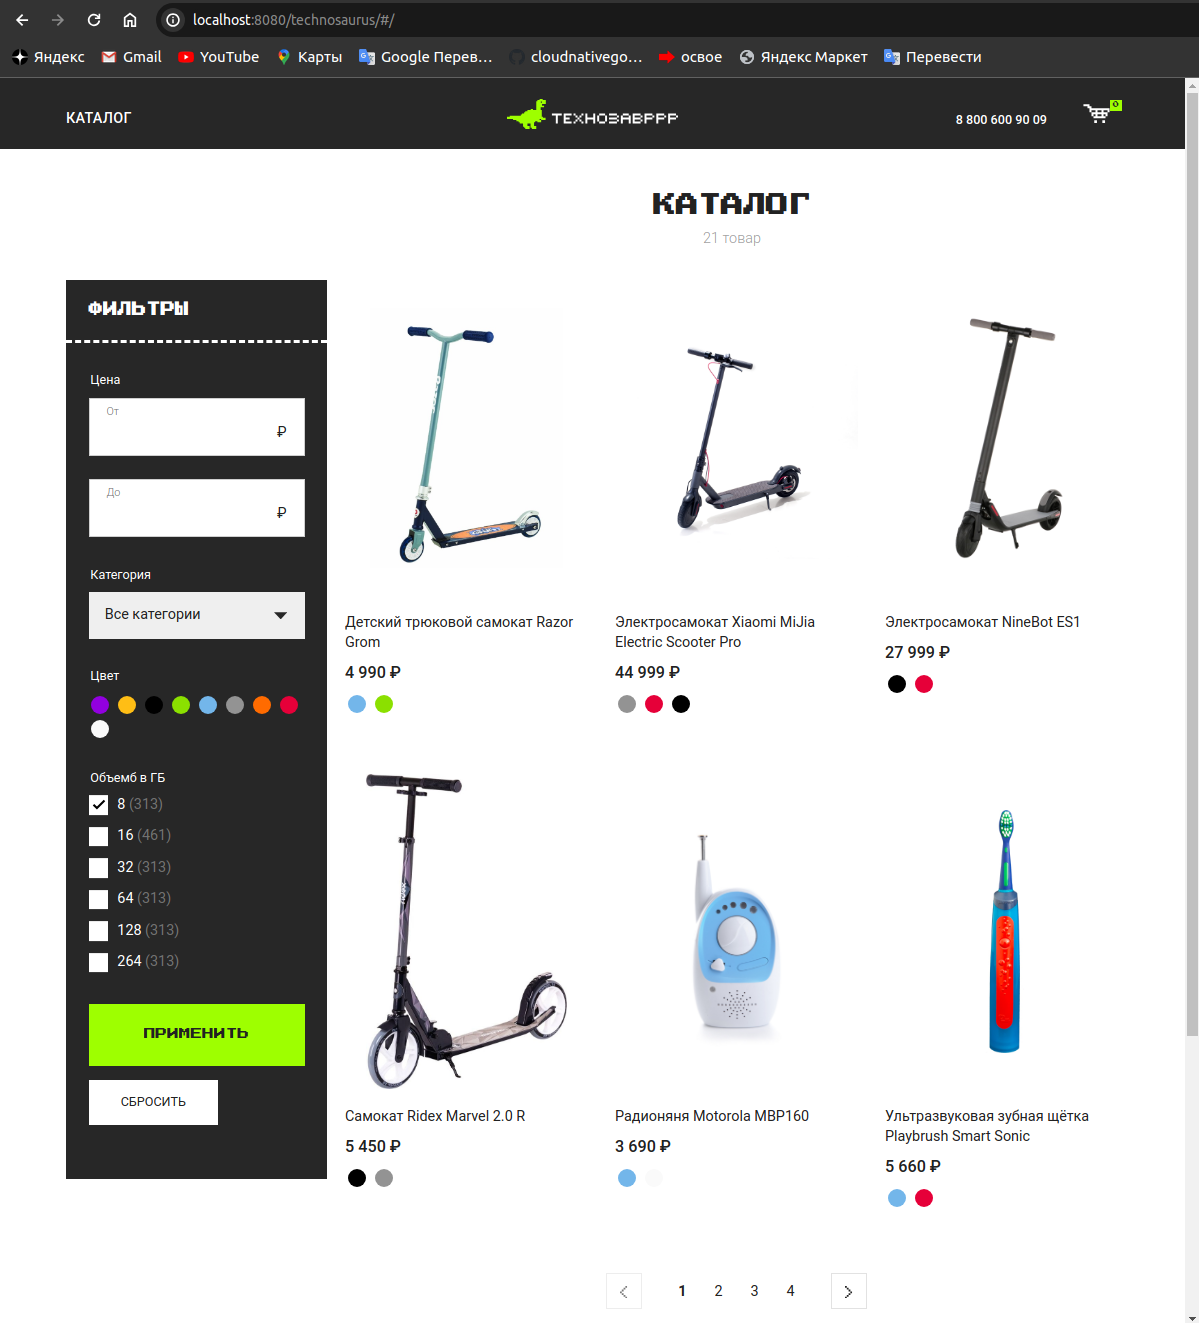 localhost:8080/technosaurus/#/
Яндекс Gmail YouTube Карты Google Перев... cloudnativego... освое Яндекс Маркет Перевести
КАТАЛОГ ТЕХНОЗАВРРР 8 800 600 90 09 0
КАТАЛОГ
21 товар
ФИЛЬТРЫ
Цена
От
₽
До
₽
Категория
Все категории
Цвет
Объемб в ГБ
8 (313)
16 (461)
32 (313)
64 (313)
128 (313)
264 (313)
ПРИМЕНИТЬ
СБРОСИТЬ
Детский трюковой самокат Razor
Grom
4 990 ₽
Электросамокат Xiaomi MiJia
Electric Scooter Pro
44 999 ₽
Электросамокат NineBot ES1
27 999 ₽
Самокат Ridex Marvel 2.0 R
5 450 ₽
Радионяня Motorola MBP160
3 690 ₽
Ультразвуковая зубная щётка
Playbrush Smart Sonic
5 660 ₽
1 2 3 4